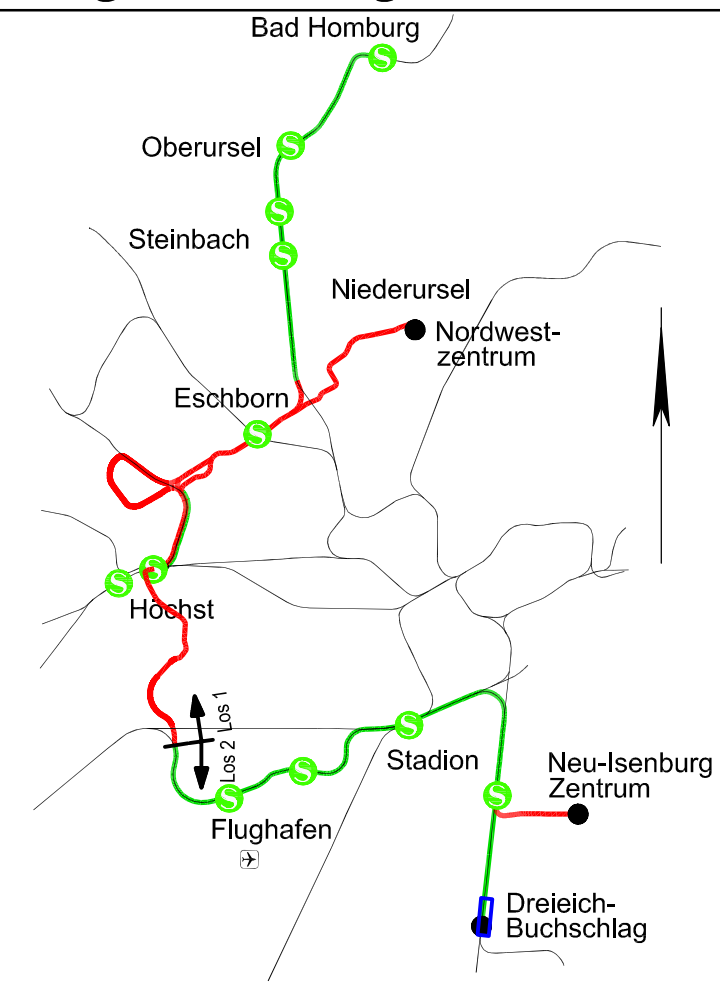 Bad Homburg
S
Oberursel
S
S
Steinbach
S
Niederursel
Nordwest-
zentrum
Eschborn
S
S
S
Höchst
Los 1
Los 2
S
Stadion
S
Neu-Isenburg
Zentrum
S
S
Flughafen
Dreieich-
Buchschlag